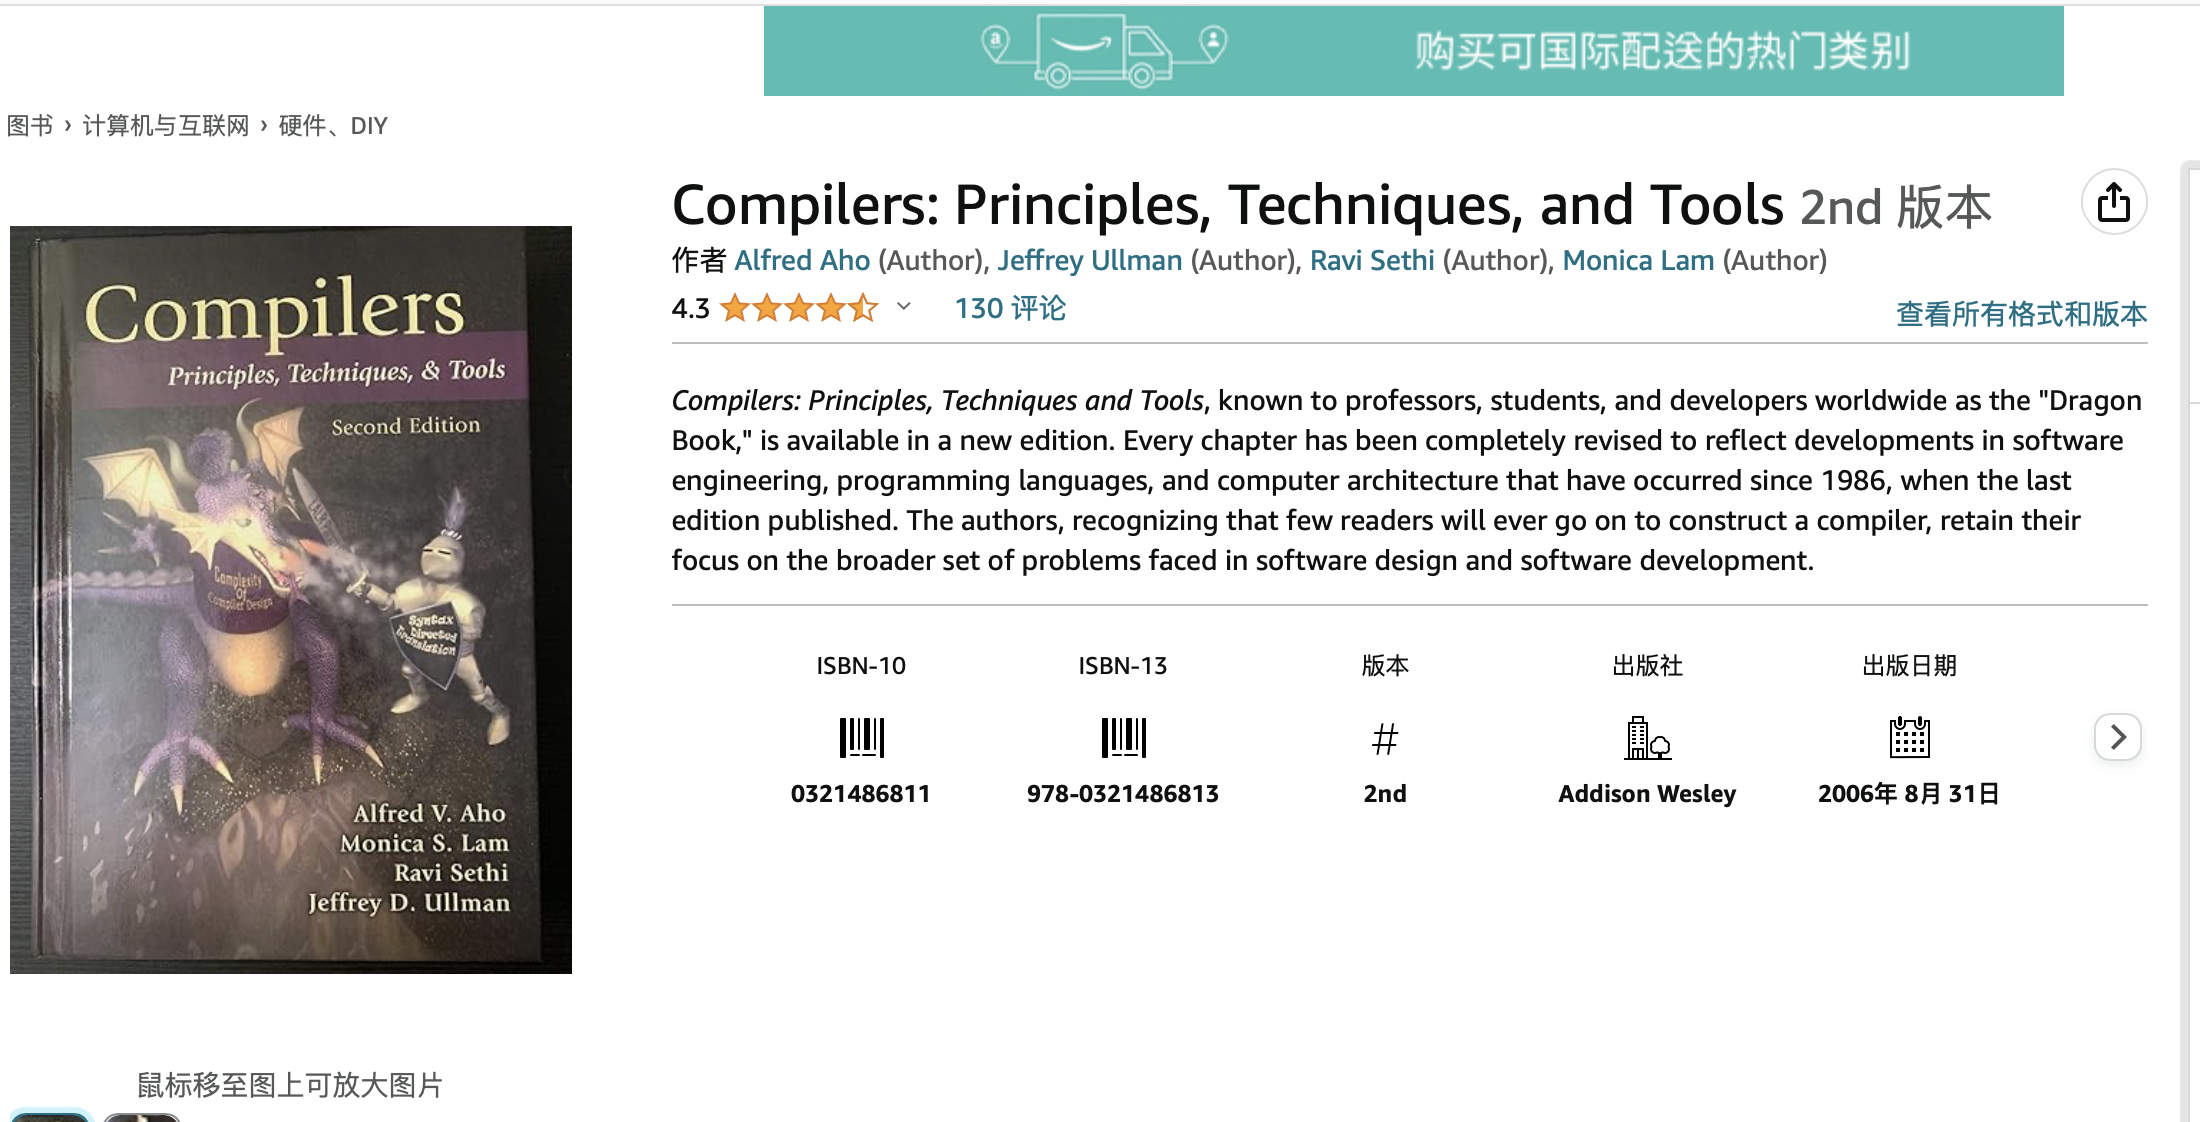 购买可国际配送的热门类别
图书 › 计算机与互联网 › 硬件、DIY
Compilers
Principles, Techniques, & Tools
Second Edition
Complexity
Of
Compiler Design
Syntax
Directed
Translation
Alfred V. Aho
Monica S. Lam
Ravi Sethi
Jeffrey D. Ullman
鼠标移至图上可放大图片
Compilers: Principles, Techniques, and Tools 2nd 版本
作者 Alfred Aho (Author), Jeffrey Ullman (Author), Ravi Sethi (Author), Monica Lam (Author)
4.3 130 评论
查看所有格式和版本
Compilers: Principles, Techniques and Tools, known to professors, students, and developers worldwide as the "Dragon
Book," is available in a new edition. Every chapter has been completely revised to reflect developments in software
engineering, programming languages, and computer architecture that have occurred since 1986, when the last
edition published. The authors, recognizing that few readers will ever go on to construct a compiler, retain their
focus on the broader set of problems faced in software design and software development.
ISBN-10
0321486811
ISBN-13
978-0321486813
版本
#
2nd
出版社
Addison Wesley
出版日期
2006年 8月 31日